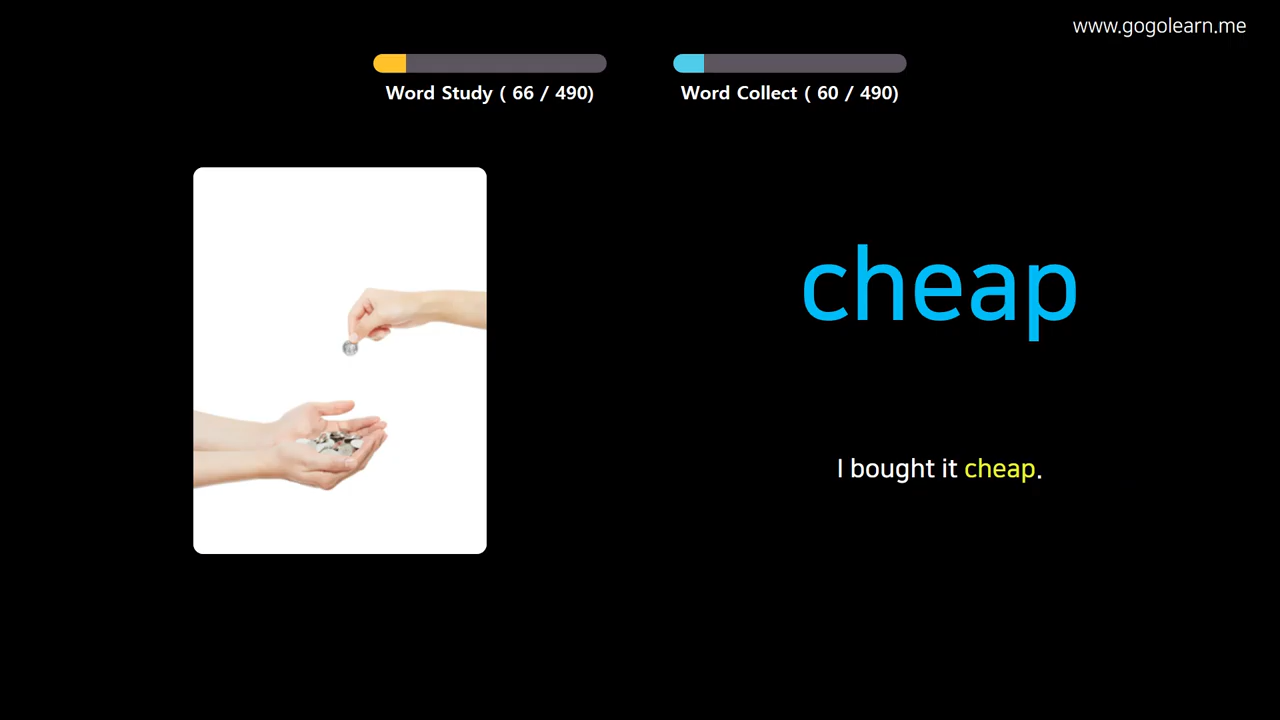 www.gogolearn.me
Word Study ( 66 / 490)
Word Collect ( 60 / 490)
cheap
I bought it cheap.